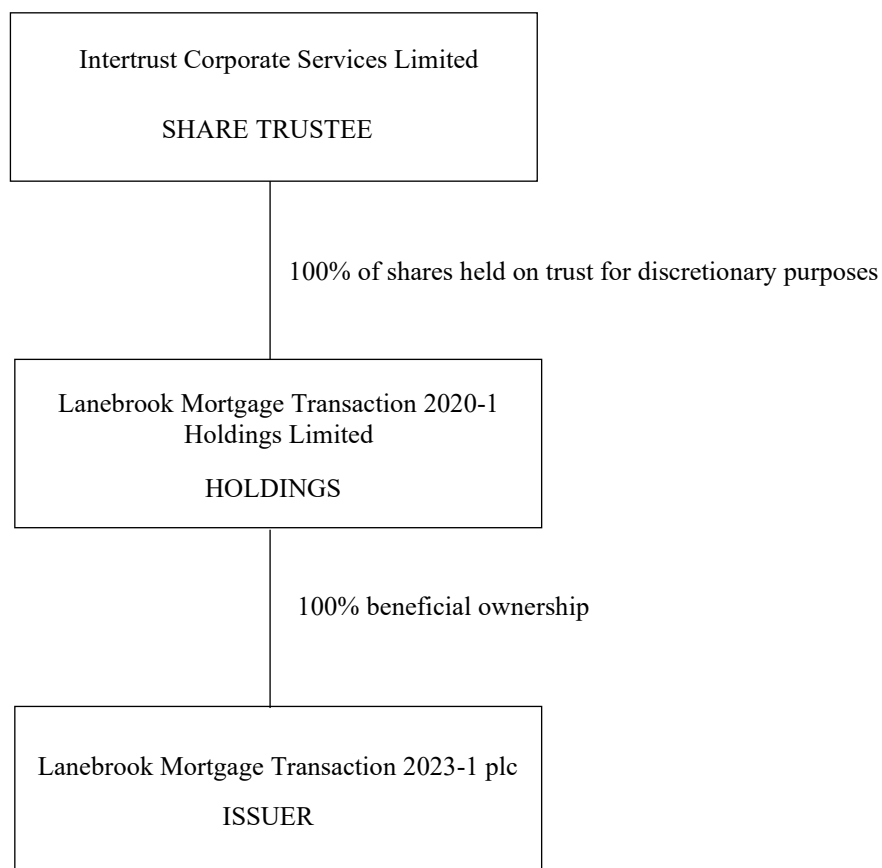 Intertrust Corporate Services Limited
SHARE TRUSTEE
100% of shares held on trust for discretionary purposes
Lanebrook Mortgage Transaction 2020-1
Holdings Limited
HOLDINGS
100% beneficial ownership
Lanebrook Mortgage Transaction 2023-1 plc
ISSUER